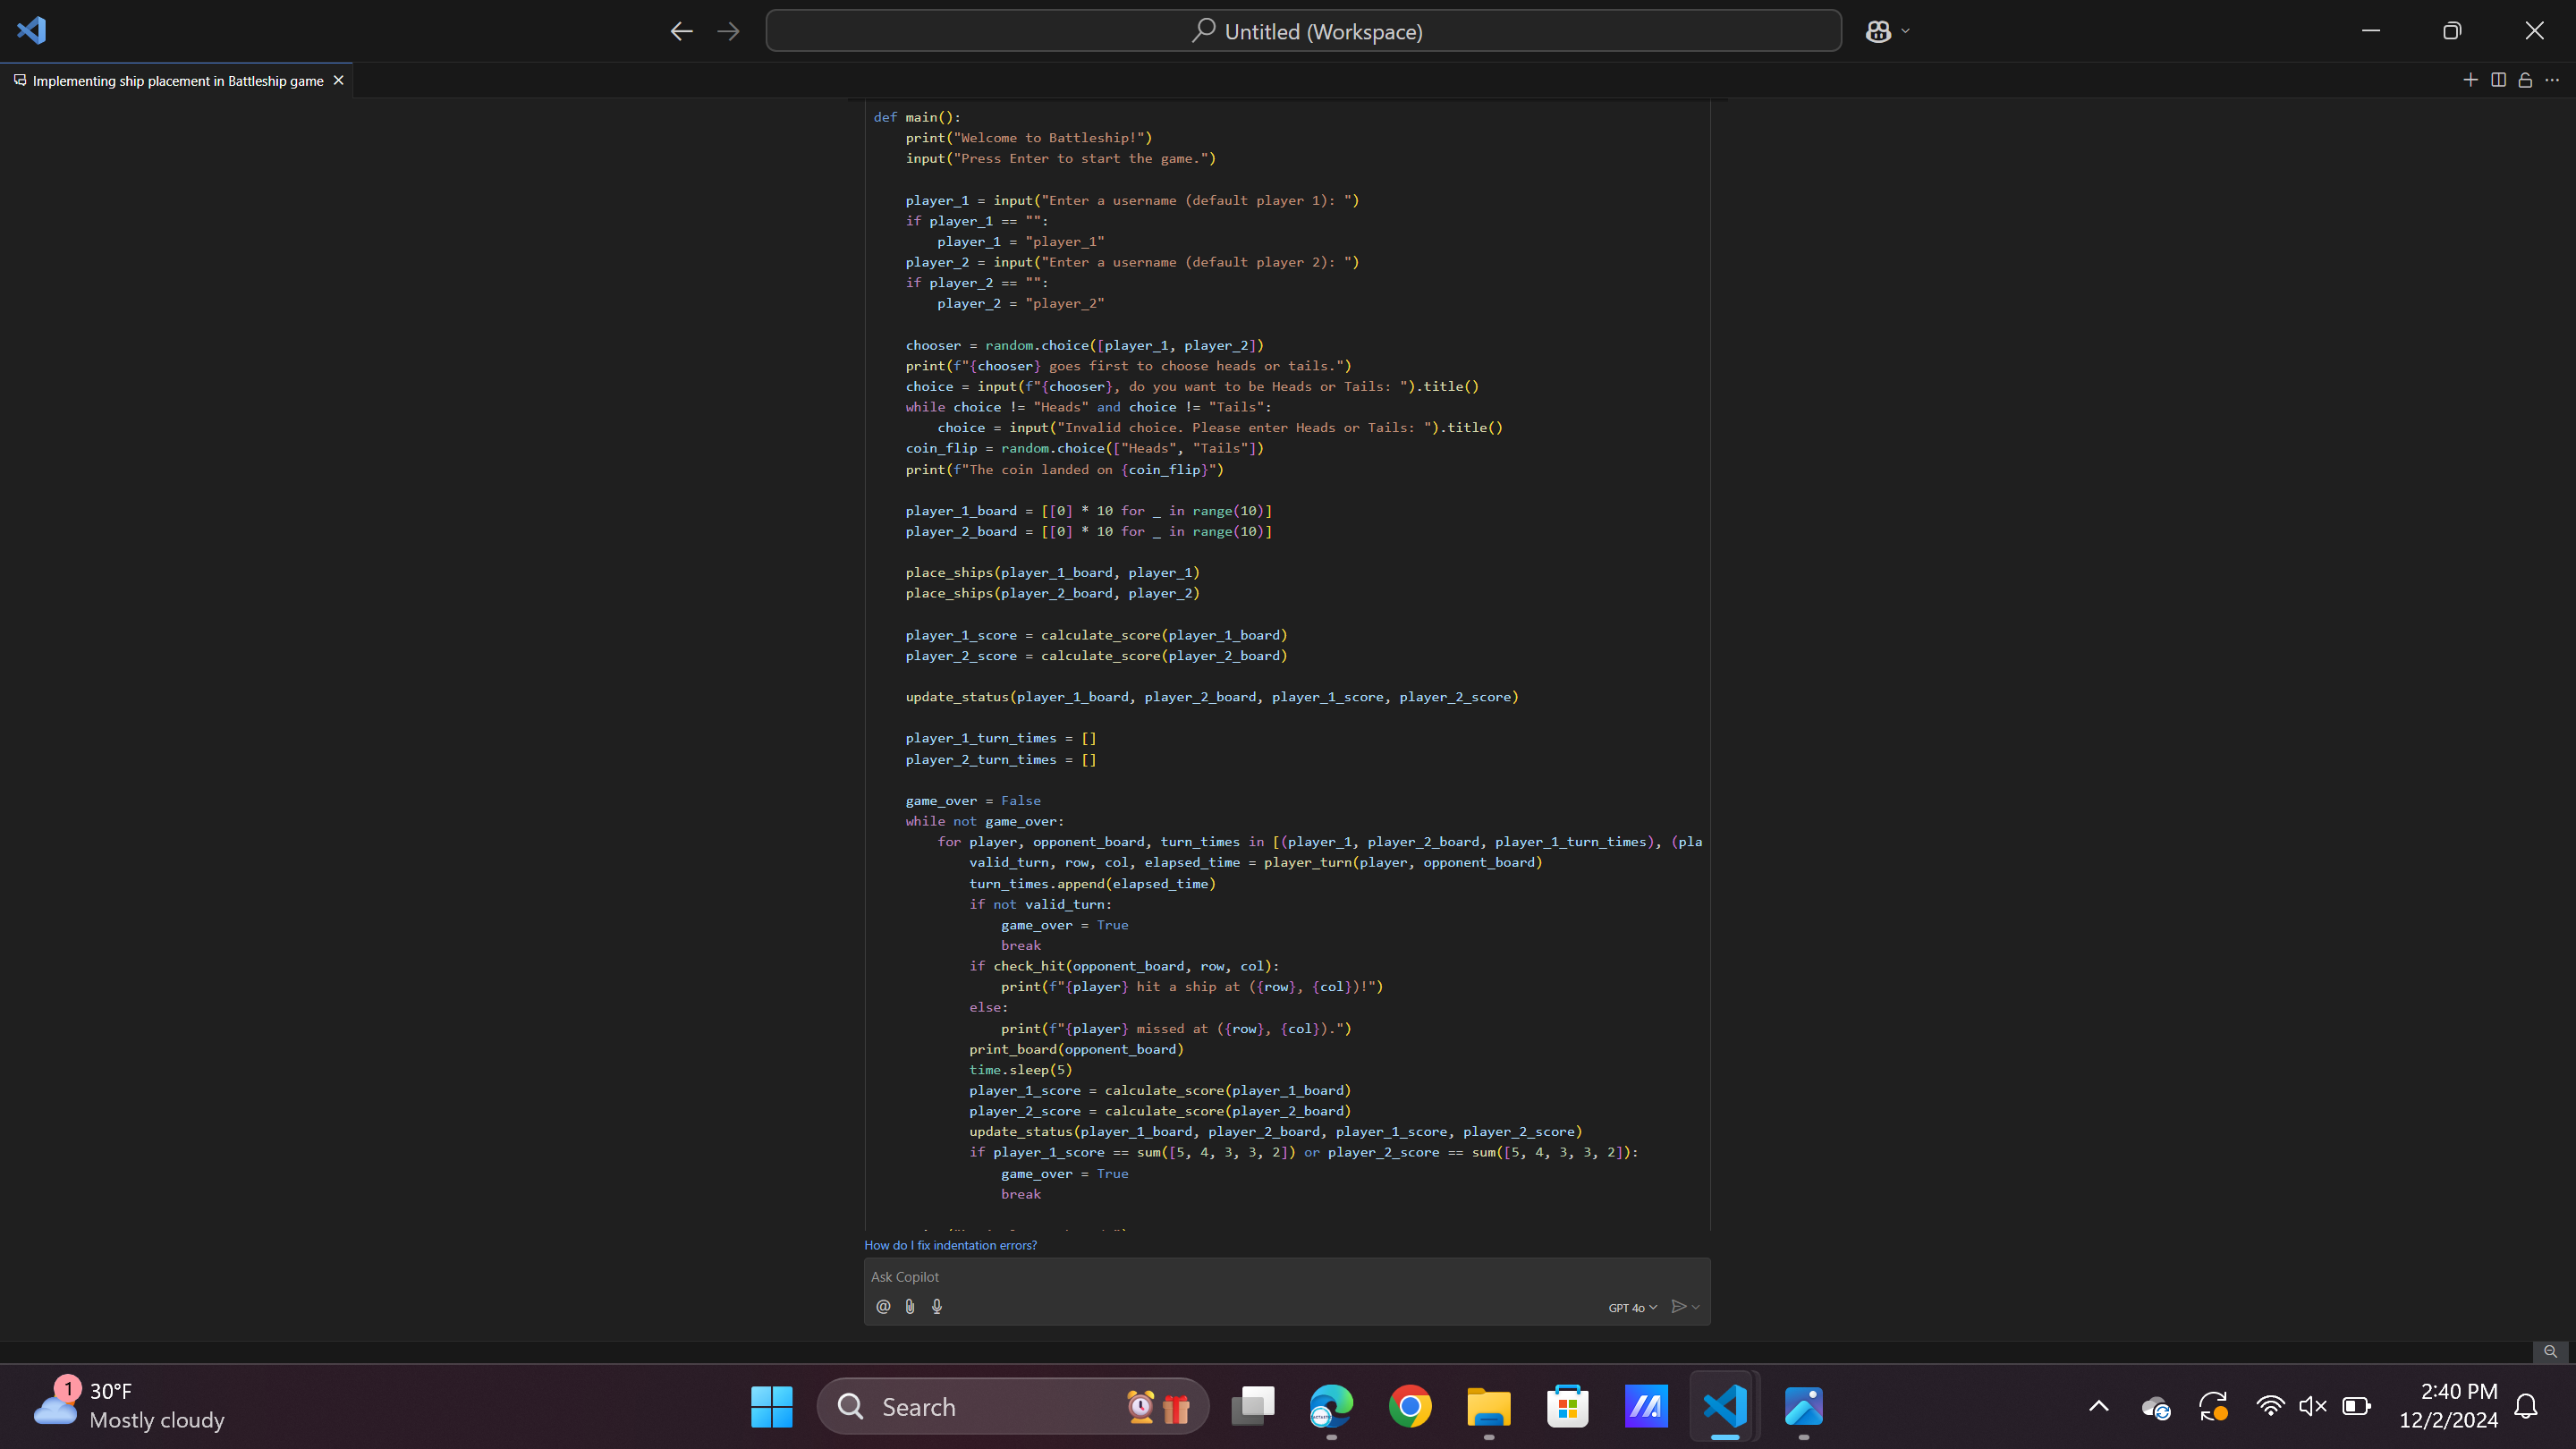 Untitled (Workspace)
Implementing ship placement in Battleship game
def main():
    print("Welcome to Battleship!")
    input("Press Enter to start the game.")

    player_1 = input("Enter a username (default player 1): ")
    if player_1 == "":
        player_1 = "player_1"
    player_2 = input("Enter a username (default player 2): ")
    if player_2 == "":
        player_2 = "player_2"

    chooser = random.choice([player_1, player_2])
    print(f"{chooser} goes first to choose heads or tails.")
    choice = input(f"{chooser}, do you want to be Heads or Tails: ").title()
    while choice != "Heads" and choice != "Tails":
        choice = input("Invalid choice. Please enter Heads or Tails: ").title()
    coin_flip = random.choice(["Heads", "Tails"])
    print(f"The coin landed on {coin_flip}")

    player_1_board = [[0] * 10 for _ in range(10)]
    player_2_board = [[0] * 10 for _ in range(10)]

    place_ships(player_1_board, player_1)
    place_ships(player_2_board, player_2)

    player_1_score = calculate_score(player_1_board)
    player_2_score = calculate_score(player_2_board)

    update_status(player_1_board, player_2_board, player_1_score, player_2_score)

    player_1_turn_times = []
    player_2_turn_times = []

    game_over = False
    while not game_over:
        for player, opponent_board, turn_times in [(player_1, player_2_board, player_1_turn_times), (pla
            valid_turn, row, col, elapsed_time = player_turn(player, opponent_board)
            turn_times.append(elapsed_time)
            if not valid_turn:
                game_over = True
                break
            if check_hit(opponent_board, row, col):
                print(f"{player} hit a ship at ({row}, {col})!")
            else:
                print(f"{player} missed at ({row}, {col}).")
            print_board(opponent_board)
            time.sleep(5)
            player_1_score = calculate_score(player_1_board)
            player_2_score = calculate_score(player_2_board)
            update_status(player_1_board, player_2_board, player_1_score, player_2_score)
            if player_1_score == sum([5, 4, 3, 3, 2]) or player_2_score == sum([5, 4, 3, 3, 2]):
                game_over = True
                break
How do I fix indentation errors?
Ask Copilot
@
GPT 4o
1
30°F
Mostly cloudy
Search
2:40 PM
12/2/2024